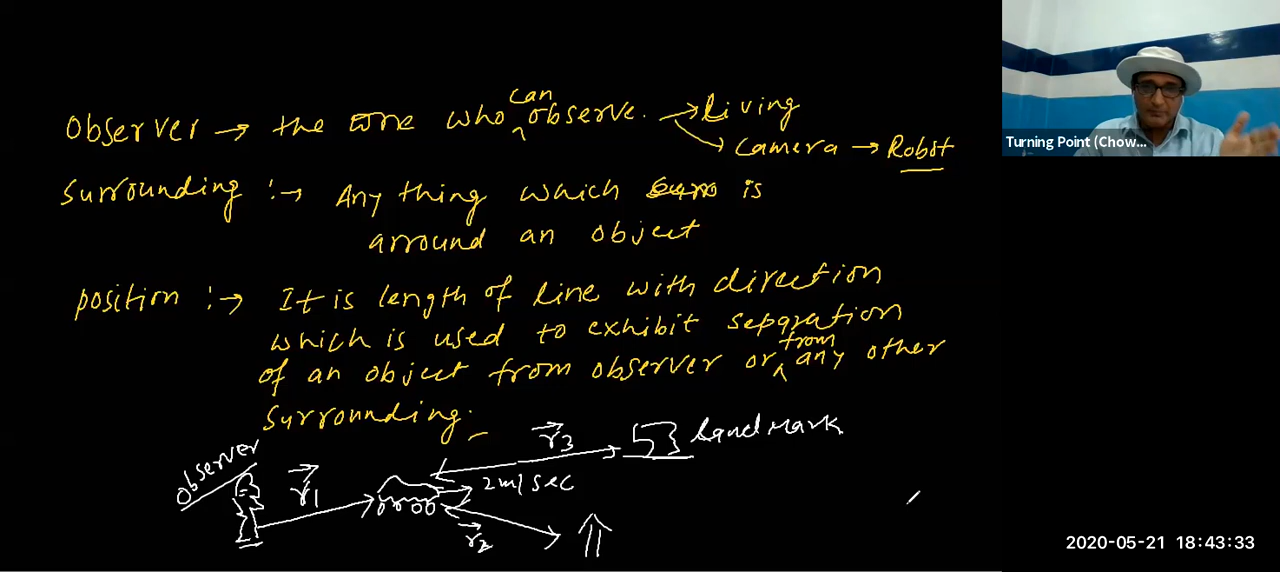 Observer → the one who can observe. → Living
→ Camera → Robot
Surrounding :→ Any thing which is
arround an object
position :→ It is length of line with direction
which is used to exhibit separation
of an object from observer or from any other
surrounding.
Observer
r1
r3
landmark
2m/sec
r2
Turning Point (Chow...
2020-05-21 18:43:33